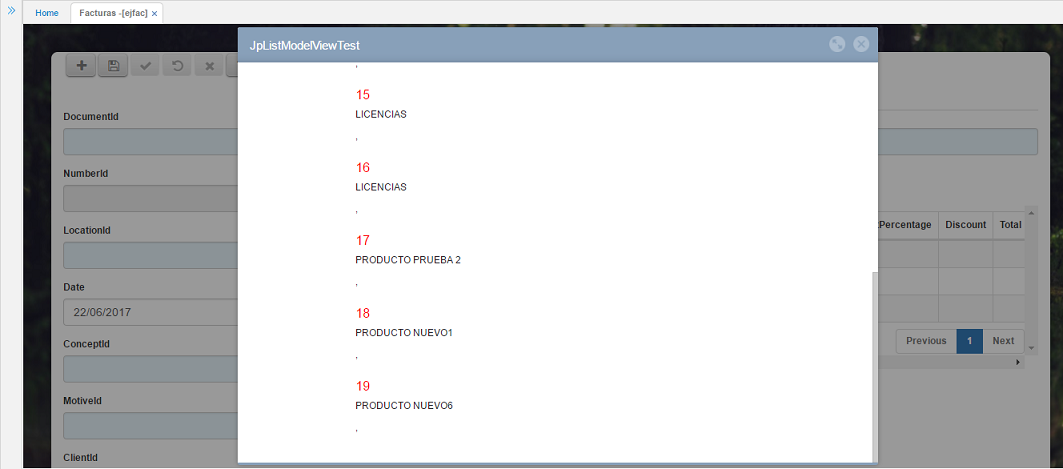 Home
Facturas -[ejfac]
JpListModelViewTest
DocumentId
NumberId
LocationId
Date
22/06/2017
ConceptId
MotiveId
ClientId
,
15
LICENCIAS
,
16
LICENCIAS
,
17
PRODUCTO PRUEBA 2
,
18
PRODUCTO NUEVO1
,
19
PRODUCTO NUEVO6
,
Percentage Discount Total
Previous 1 Next